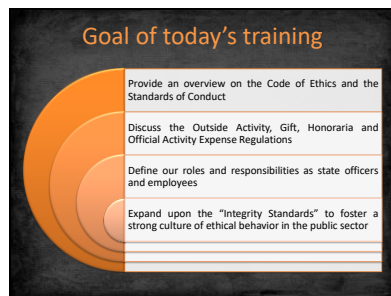 Goal of today's training
Provide an overview on the Code of Ethics and the
Standards of Conduct
Discuss the Outside Activity, Gift, Honoraria and
Official Activity Expense Regulations
Define our roles and responsibilities as state officers
and employees
Expand upon the “Integrity Standards” to foster a
strong culture of ethical behavior in the public sector